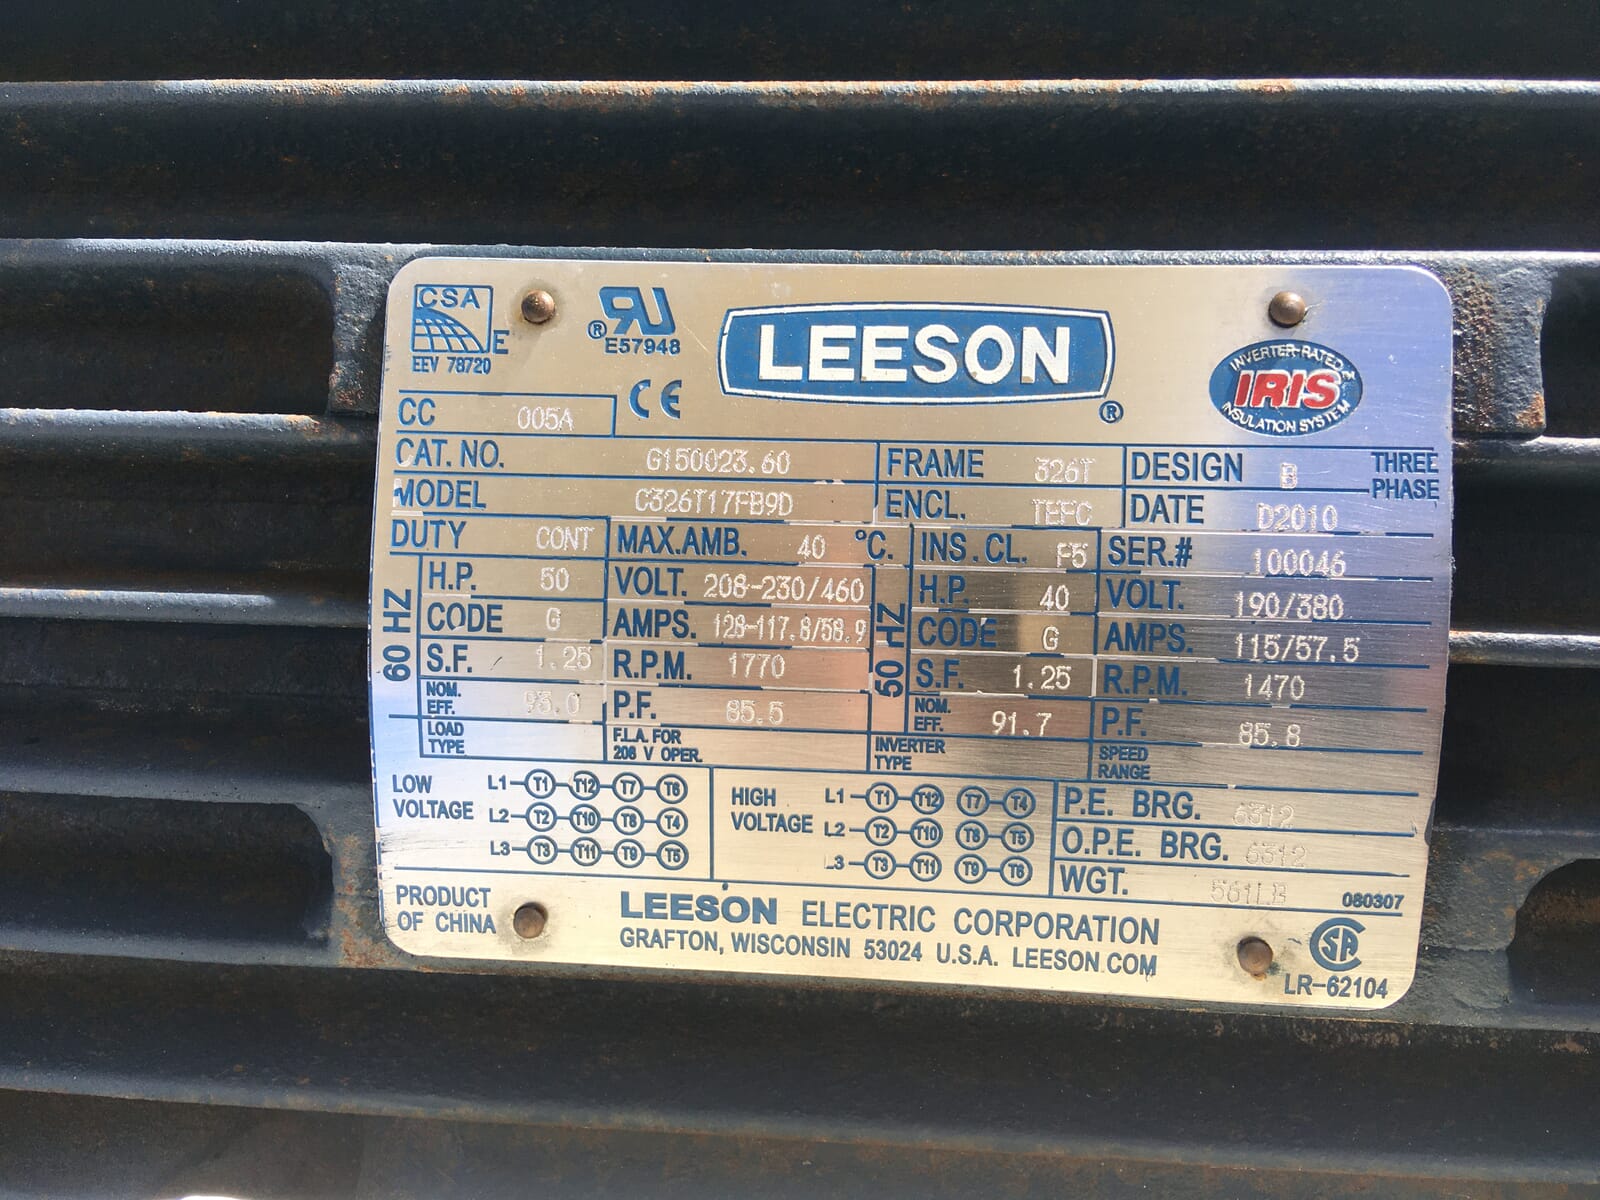 CSA
E
EEV 78720
®
E57948
CE
LEESON
®
INVERTER-RATED
IRIS
INSULATION SYSTEM
CC 005A
CAT. NO. G150023.60 FRAME 326T DESIGN B THREE PHASE
MODEL C326T17FB9D ENCL. TEFC DATE D2010
DUTY CONT MAX.AMB. 40 °C. INS.CL. F5 SER.# 100046
60 HZ H.P. 50 VOLT. 208-230/460 50 HZ H.P. 40 VOLT. 190/380
CODE G AMPS. 128-117.8/58.9 CODE G AMPS. 115/57.5
S.F. 1.25 R.P.M. 1770 S.F. 1.25 R.P.M. 1470
NOM. EFF. 93.0 P.F. 85.5 NOM. EFF. 91.7 P.F. 85.8
LOAD TYPE F.L.A. FOR 208 V OPER. INVERTER TYPE SPEED RANGE
LOW VOLTAGE
L1 T1 T12 T7 T6
L2 T2 T10 T8 T4
L3 T3 T11 T9 T5
HIGH VOLTAGE
L1 T1 T12 T7 T4
L2 T2 T10 T8 T5
L3 T3 T11 T9 T6
P.E. BRG. 6312
O.P.E. BRG. 6312
WGT. 561LB 080307
PRODUCT
OF CHINA
LEESON ELECTRIC CORPORATION
GRAFTON, WISCONSIN 53024 U.S.A. LEESON.COM
SA
LR-62104